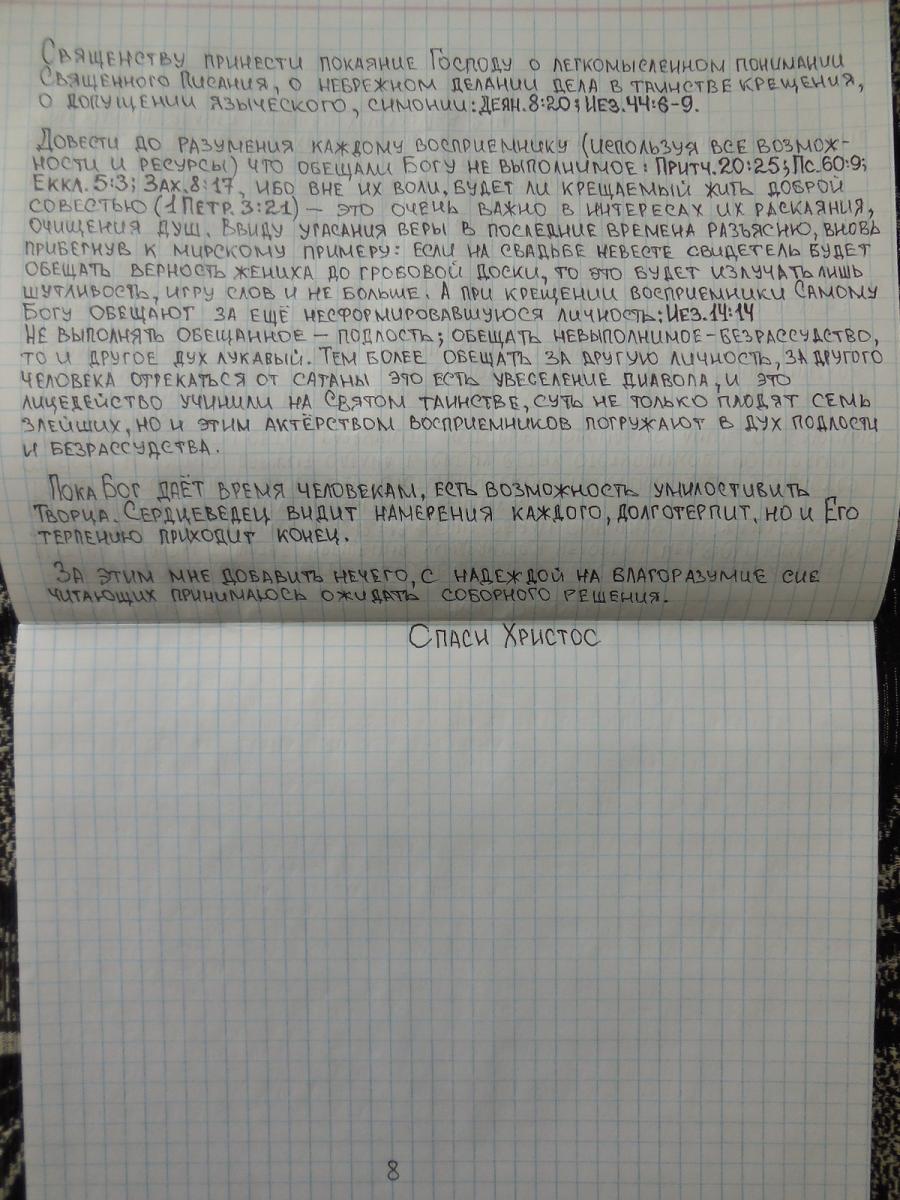 Священству принести покаяние Господу о легкомысленном понимании
Священного Писания, о небрежном делании дела в таинстве крещения,
о допущении языческого, симонии: Деян. 8:20; Иез. 44:6-9.
Довести до разумения каждому восприемнику (используя все возмож-
ности и ресурсы) что обещали Богу не выполнимое: Притч. 20:25; Пс. 60:9;
Еккл. 5:3; Зах. 8:17, ибо вне их воли, будет ли крещаемый жить доброй
совестью (1 Петр. 3:21) – это очень важно в интересах их раскаяния,
очищения душ. Ввиду угасания веры в последние времена разъясню, вновь
прибегнув к мирскому примеру: если на свадьбе невесте свидетель будет
обещать верность жениха до гробовой доски, то это будет излучать лишь
шутливость, игру слов и не больше. А при крещении восприемники Самому
Богу обещают за ещё несформировавшуюся личность: Иез. 14:14
Не выполнять обещанное – подлость; обещать невыполнимое – безрассудство,
то и другое дух лукавый. Тем более обещать за другую личность, за другого
человека отрекаться от сатаны это есть увеселение диавола, и это
лицедейство учинили на Святом таинстве, суть не только плодят семь
злейших, но и этим актёрством восприемников погружают в дух подлости
и безрассудства.
Пока Бог даёт время человекам, есть возможность умилостивить
Творца. Сердцеведец видит намерения каждого, долготерпит, но и Его
терпению приходит конец.
За этим мне добавить нечего, с надеждой на благоразумие сие
читающих принимаюсь ожидать соборного решения.
Спаси Христос
8